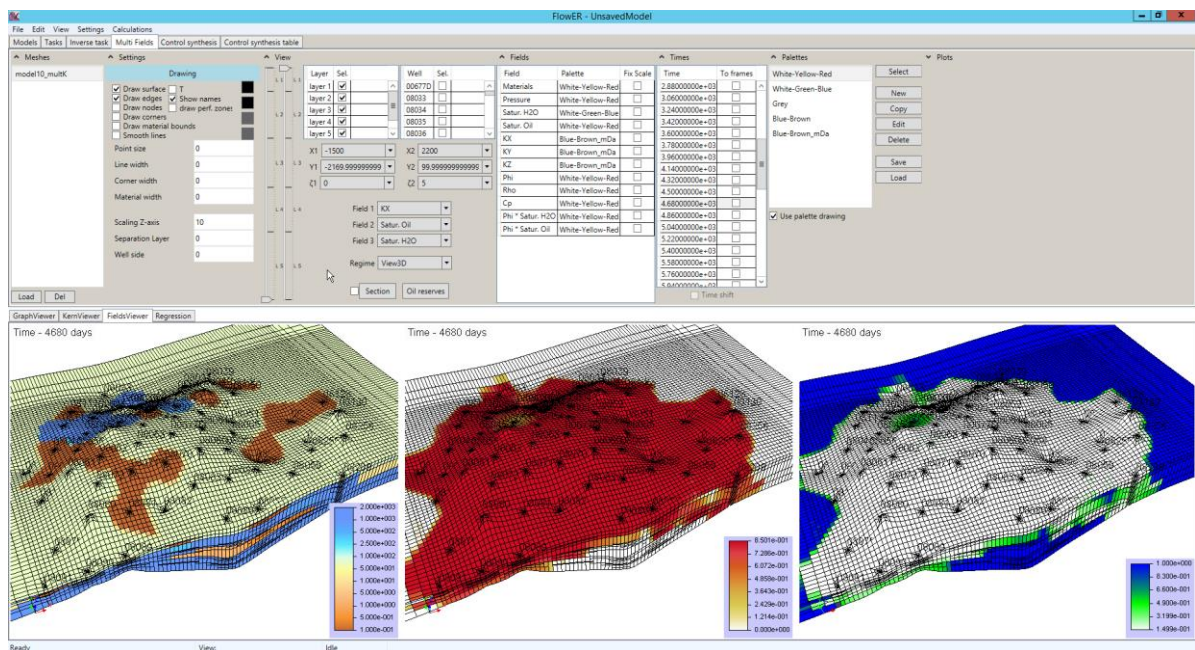 FlowER - UnsavedModel
File Edit View Settings Calculations
Models Tasks Inverse task Multi Fields Control synthesis Control synthesis table
Meshes
model10_multK
Load Del
Settings
Drawing
Draw surface T
Draw edges Show names
Draw nodes draw perf. zones
Draw corners
Draw material bounds
Smooth lines
Point size 0
Line width 0
Corner width 0
Material width 0
Scaling Z-axis 10
Separation Layer 0
Well side 0
View
L 1 L 1
L 2 L 2
L 3 L 3
L 4 L 4
L 5 L 5
Layer Sel.
layer 1
layer 2
layer 3
layer 4
layer 5
Well Sel.
00677D
08033
08034
08035
08036
X1 -1500 X2 2200
Y1 -2169.999999999 Y2 99.99999999999
ζ1 0 ζ2 5
Field 1 KX
Field 2 Satur. Oil
Field 3 Satur. H2O
Regime View3D
Section Oil reserves
Fields
Field Palette Fix Scale
Materials White-Yellow-Red
Pressure White-Yellow-Red
Satur. H2O White-Green-Blue
Satur. Oil White-Yellow-Red
KX Blue-Brown_mDa
KY Blue-Brown_mDa
KZ Blue-Brown_mDa
Phi White-Yellow-Red
Rho White-Yellow-Red
Cp White-Yellow-Red
Phi * Satur. H2O White-Yellow-Red
Phi * Satur. Oil White-Yellow-Red
Times
Time To frames
2.88000000e+03
3.06000000e+03
3.24000000e+03
3.42000000e+03
3.60000000e+03
3.78000000e+03
3.96000000e+03
4.14000000e+03
4.32000000e+03
4.50000000e+03
4.68000000e+03
4.86000000e+03
5.04000000e+03
5.22000000e+03
5.40000000e+03
5.58000000e+03
5.76000000e+03
5.94000000e+03
Time shift
Palettes
White-Yellow-Red
White-Green-Blue
Grey
Blue-Brown
Blue-Brown_mDa
Use palette drawing
Select
New
Copy
Edit
Delete
Save
Load
Plots
GraphViewer KernViewer FieldsViewer Regression
Time - 4680 days
2.000e+003
1.000e+003
5.000e+002
2.500e+002
1.000e+002
5.000e+001
1.000e+001
5.000e+000
1.000e+000
5.000e-001
1.000e-001
Time - 4680 days
8.501e-001
7.286e-001
6.072e-001
4.858e-001
3.643e-001
2.429e-001
1.214e-001
0.000e+000
Time - 4680 days
1.000e+000
8.300e-001
6.600e-001
4.900e-001
3.199e-001
1.499e-001
Ready View: Idle